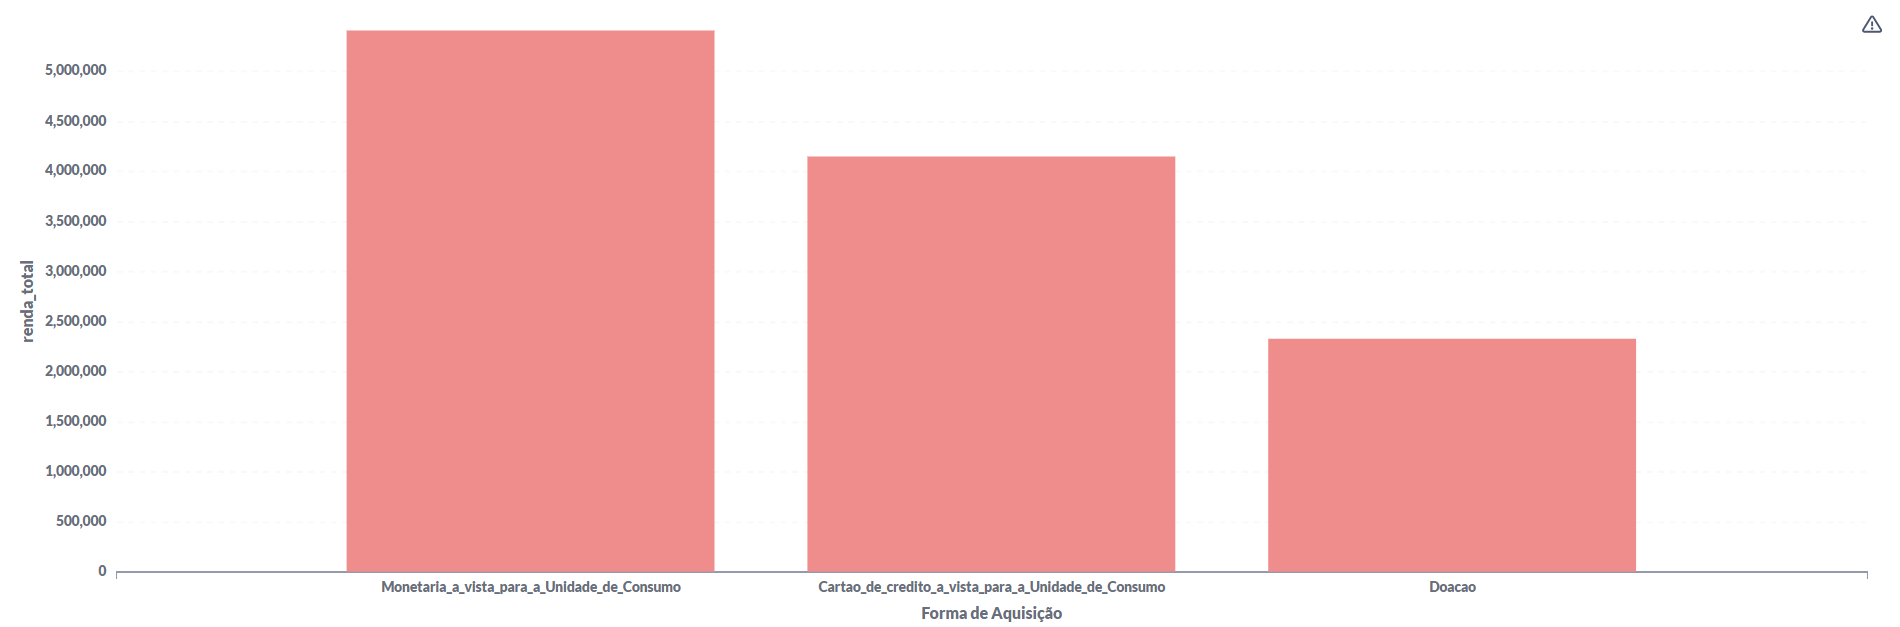 5,000,000
4,500,000
4,000,000
3,500,000
3,000,000
2,500,000
2,000,000
1,500,000
1,000,000
500,000
0
renda_total
Monetaria_a_vista_para_a_Unidade_de_Consumo
Cartao_de_credito_a_vista_para_a_Unidade_de_Consumo
Doacao
Forma de Aquisição